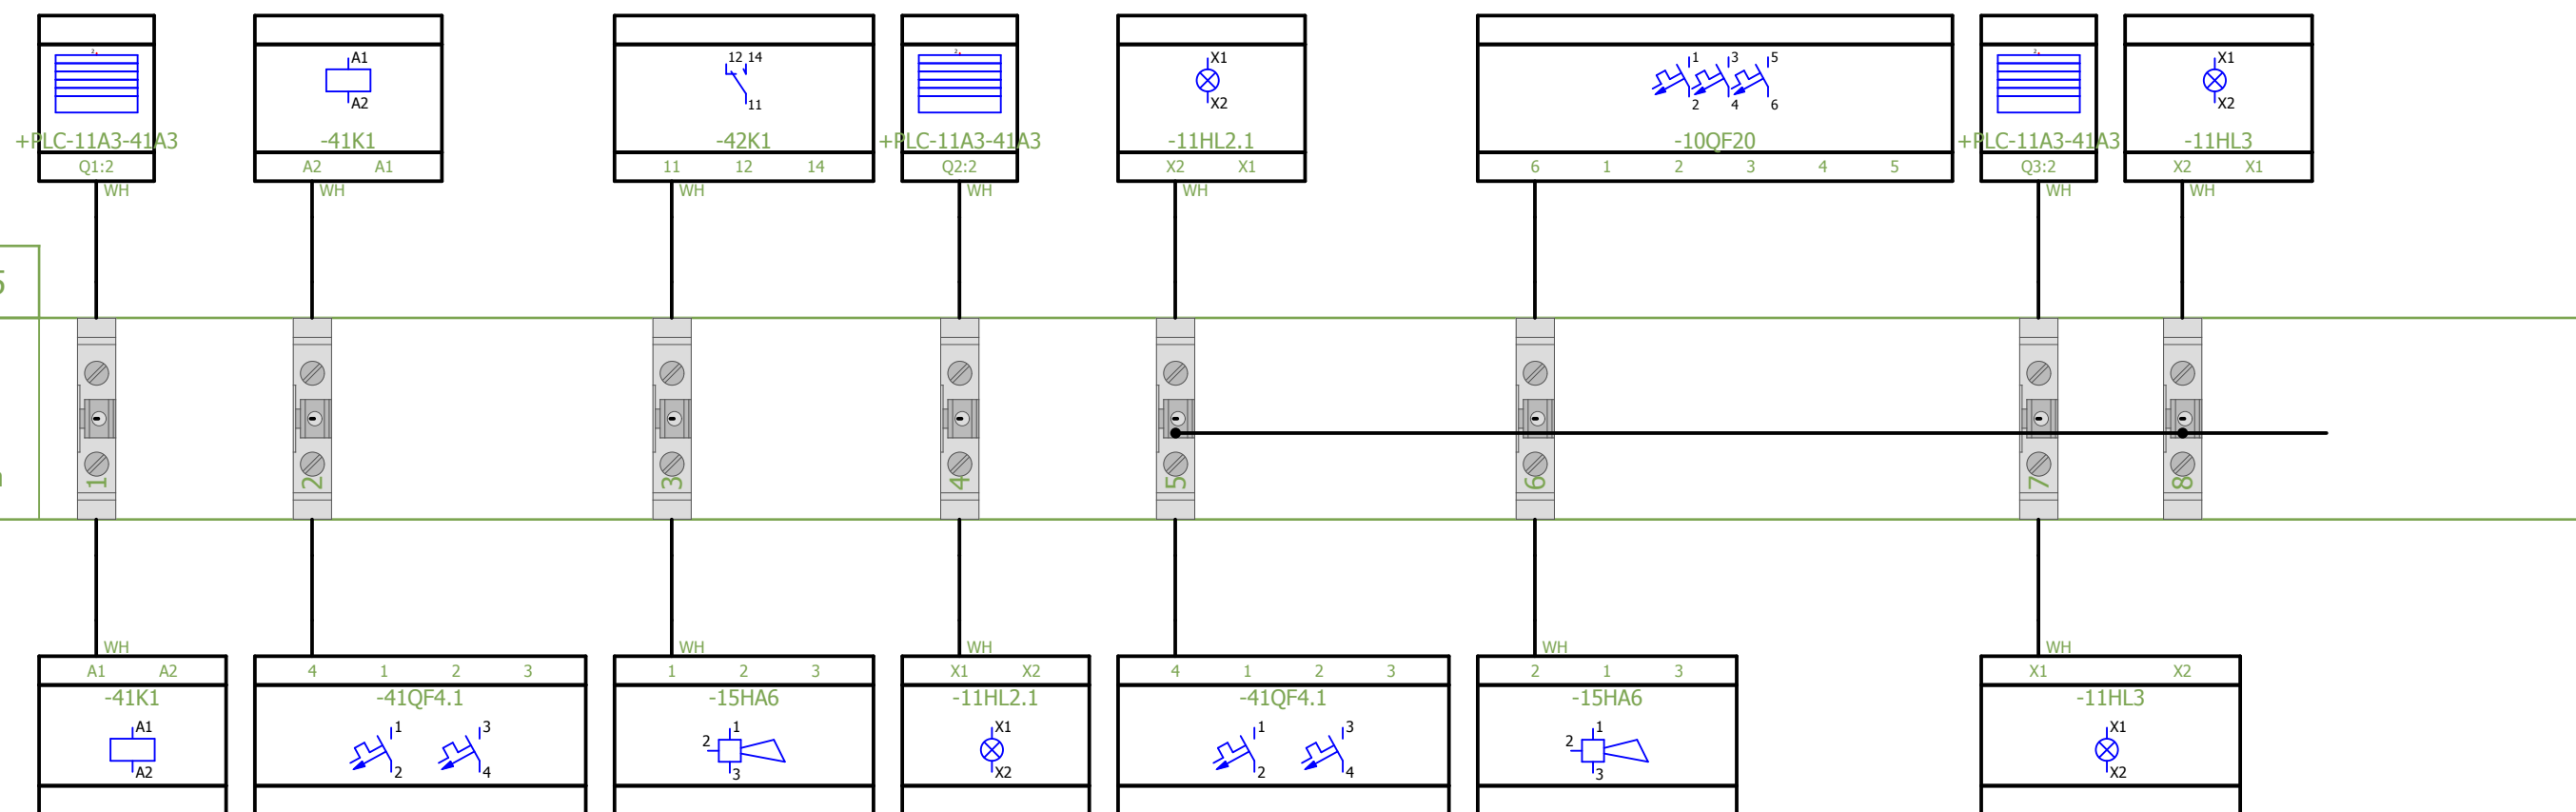 A1
12 14
X1
1 3 5
X1
A2
11
X2
2 4 6
X2
+PLC-11A3-41A3 -41K1 -42K1 +PLC-11A3-41A3 -11HL2.1 -10QF20 +PLC-11A3-41A3 -11HL3
Q1:2 A2 A1 11 12 14 Q2:2 X2 X1 6 1 2 3 4 5 Q3:2 X2 X1
WH WH WH WH WH WH WH
5
1 2 3 4 5 6 7 8
WH WH WH WH WH
A1 A2 4 1 2 3 1 2 3 X1 X2 4 1 2 3 2 1 3 X1 X2
-41K1 -41QF4.1 -15HA6 -11HL2.1 -41QF4.1 -15HA6 -11HL3
A1 1 3 1 X1 1 3 1 X1
2 2
A2 2 4 3 X2 2 4 3 X2